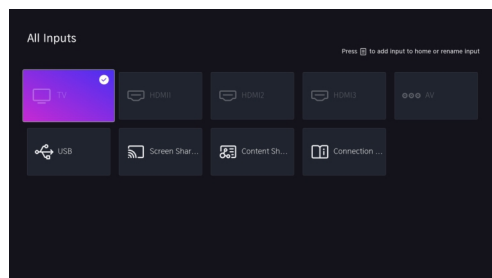 All Inputs
Press to add input to home or rename input
TV
HDMI1
HDMI2
HDMI3
AV
USB
Screen Shar...
Content Sh...
Connection ...